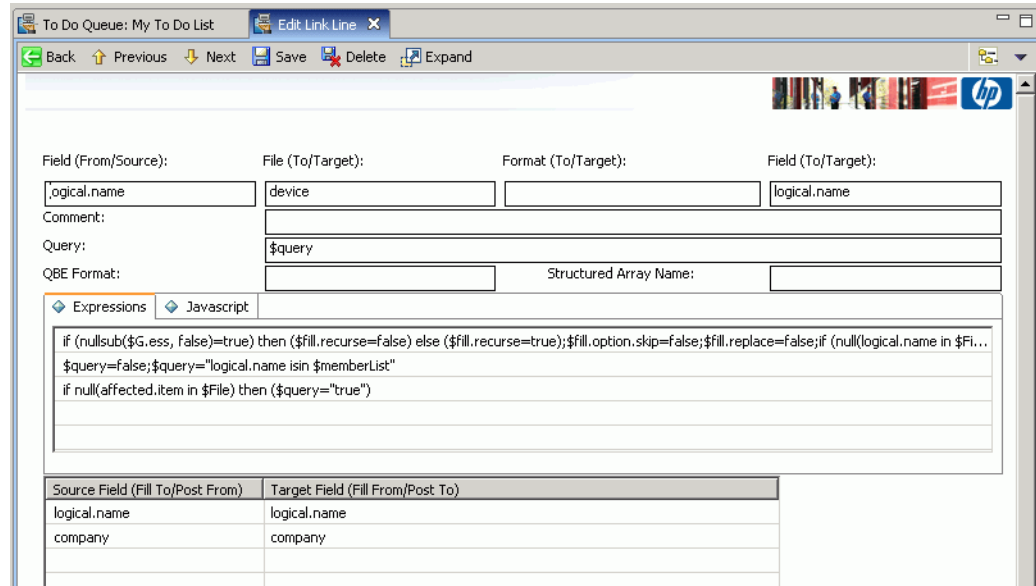 To Do Queue: My To Do List Edit Link Line
Back Previous Next Save Delete Expand
hp
Field (From/Source): File (To/Target): Format (To/Target): Field (To/Target):
logical.name device logical.name
Comment:
Query: $query
QBE Format: Structured Array Name:
Expressions Javascript
if (nullsub($G.ess, false)=true) then ($fill.recurse=false) else ($fill.recurse=true);$fill.option.skip=false;$fill.replace=false;if (null(logical.name in $Fi...
$query=false;$query="logical.name isin $memberList"
if null(affected.item in $File) then ($query="true")
Source Field (Fill To/Post From) Target Field (Fill From/Post To)
logical.name logical.name
company company